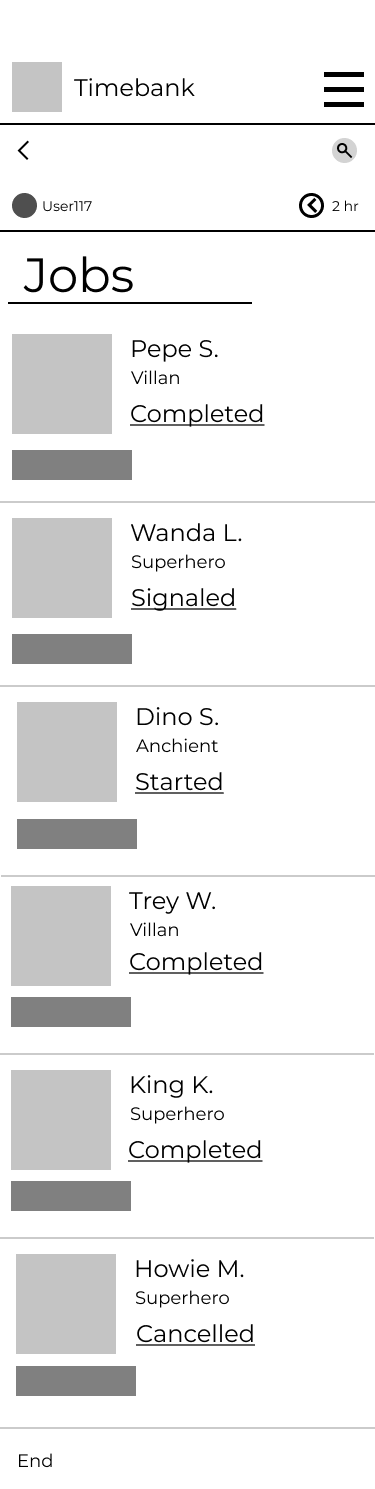 Timebank
User117 2 hr
Jobs
Pepe S.
Villan
Completed
Wanda L.
Superhero
Signaled
Dino S.
Anchient
Started
Trey W.
Villan
Completed
King K.
Superhero
Completed
Howie M.
Superhero
Cancelled
End